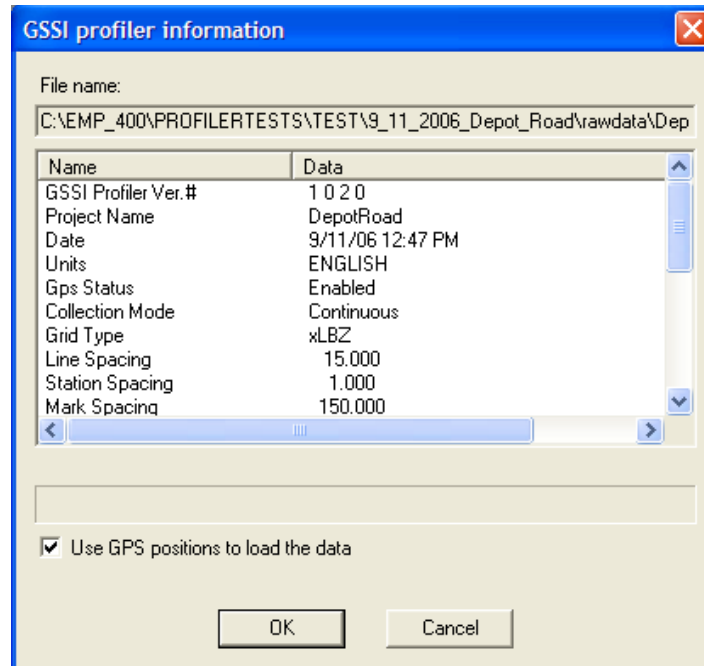 GSSI profiler information
File name:
C:\EMP_400\PROFILERTESTS\TEST\9_11_2006_Depot_Road\rawdata\Dep
Name Data
GSSI Profiler Ver.# 1 0 2 0
Project Name DepotRoad
Date 9/11/06 12:47 PM
Units ENGLISH
Gps Status Enabled
Collection Mode Continuous
Grid Type xLBZ
Line Spacing 15.000
Station Spacing 1.000
Mark Spacing 150.000
Use GPS positions to load the data
OK Cancel